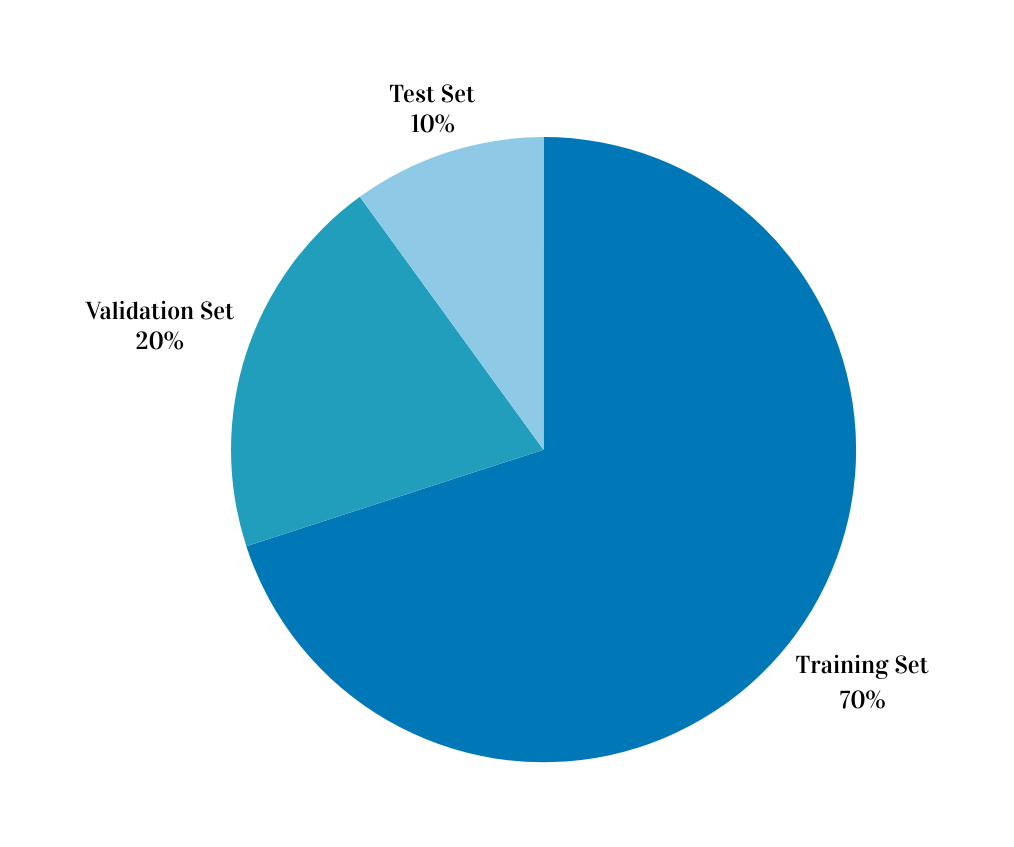 Test Set
10%
Validation Set
20%
Training Set
70%